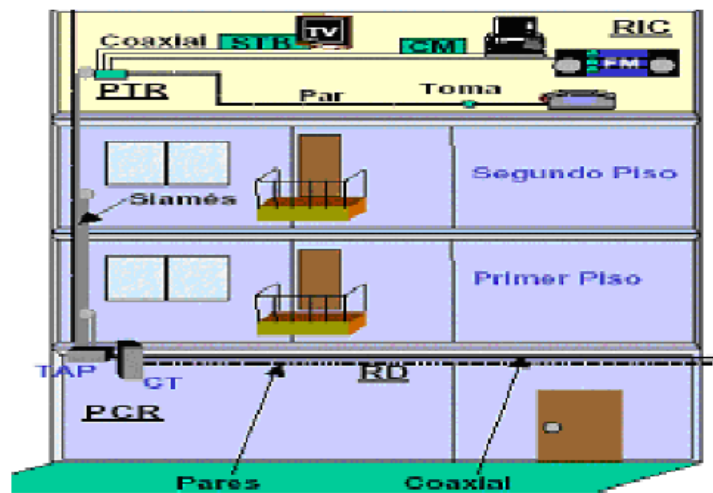 Coaxial STB TV CM RIC
FM
PTR Par Toma
Segundo Piso
Siamés
Primer Piso
TAP CT RD
PCR
Pares Coaxial